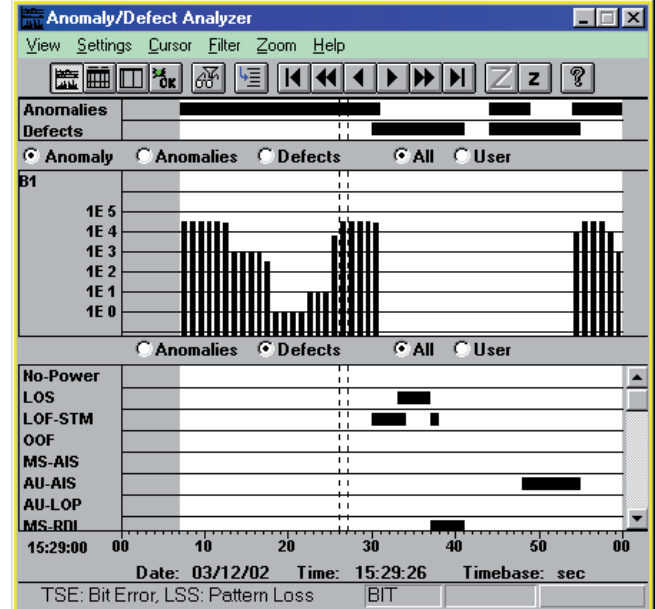 Anomaly/Defect Analyzer
View Settings Cursor Filter Zoom Help
OK Z z ?
Anomalies
Defects
Anomaly Anomalies Defects All User
B1
1E 5
1E 4
1E 3
1E 2
1E 1
1E 0
Anomalies Defects All User
No-Power
LOS
LOF-STM
OOF
MS-AIS
AU-AIS
AU-LOP
MS-RDI
15:29:00 00 10 20 30 40 50 00
Date: 03/12/02 Time: 15:29:26 Timebase: sec
TSE: Bit Error, LSS: Pattern Loss BIT